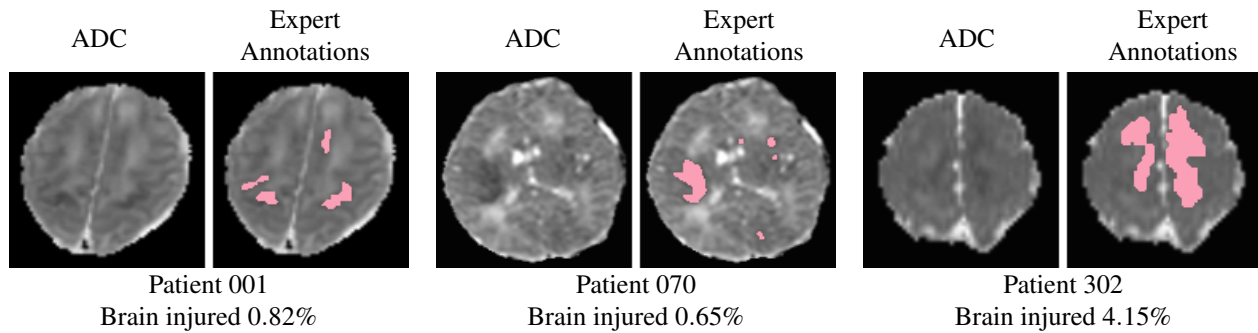 ADC
Expert
Annotations
ADC
Expert
Annotations
ADC
Expert
Annotations
Patient 001
Brain injured 0.82%
Patient 070
Brain injured 0.65%
Patient 302
Brain injured 4.15%